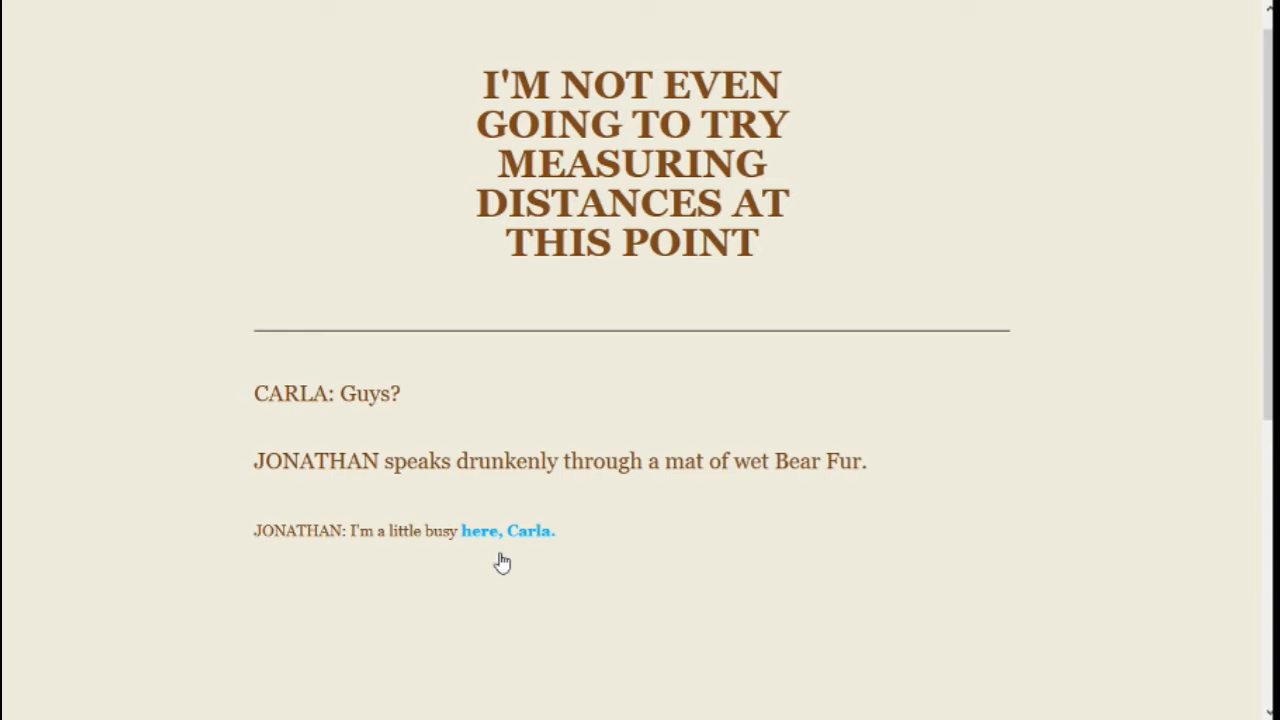 I'M NOT EVEN
GOING TO TRY
MEASURING
DISTANCES AT
THIS POINT
CARLA: Guys?
JONATHAN speaks drunkenly through a mat of wet Bear Fur.
JONATHAN: I'm a little busy here, Carla.